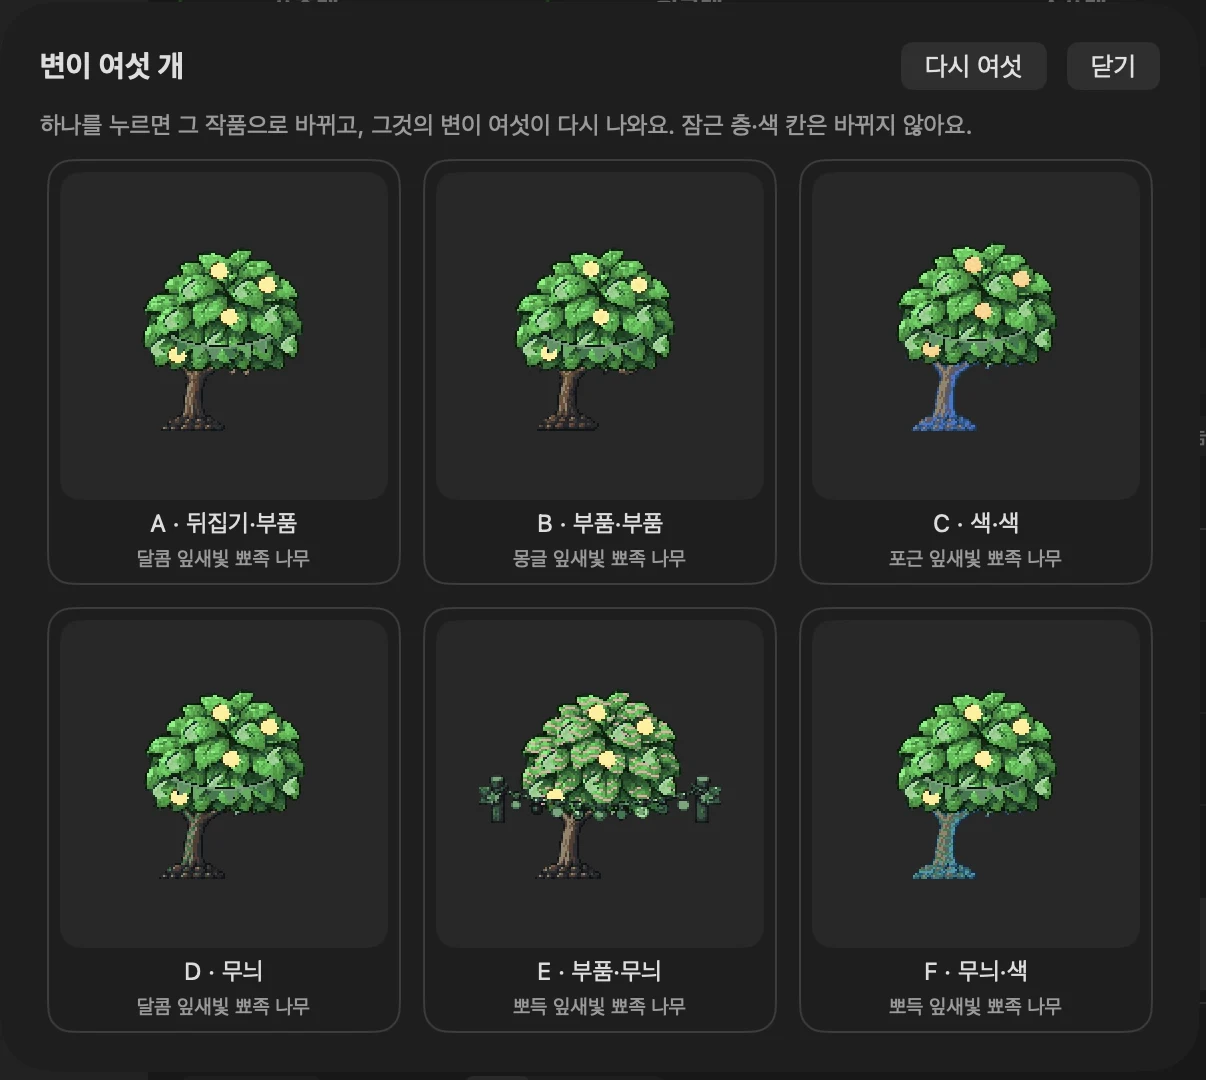 변이 여섯 개
다시 여섯
닫기
하나를 누르면 그 작품으로 바뀌고, 그것의 변이 여섯이 다시 나와요. 잠근 층·색 칸은 바뀌지 않아요.
A · 뒤집기·부품
달콤 잎새빛 뾰족 나무
B · 부품·부품
몽글 잎새빛 뾰족 나무
C · 색·색
포근 잎새빛 뾰족 나무
D · 무늬
달콤 잎새빛 뾰족 나무
E · 부품·무늬
뽀득 잎새빛 뾰족 나무
F · 무늬·색
뽀득 잎새빛 뾰족 나무